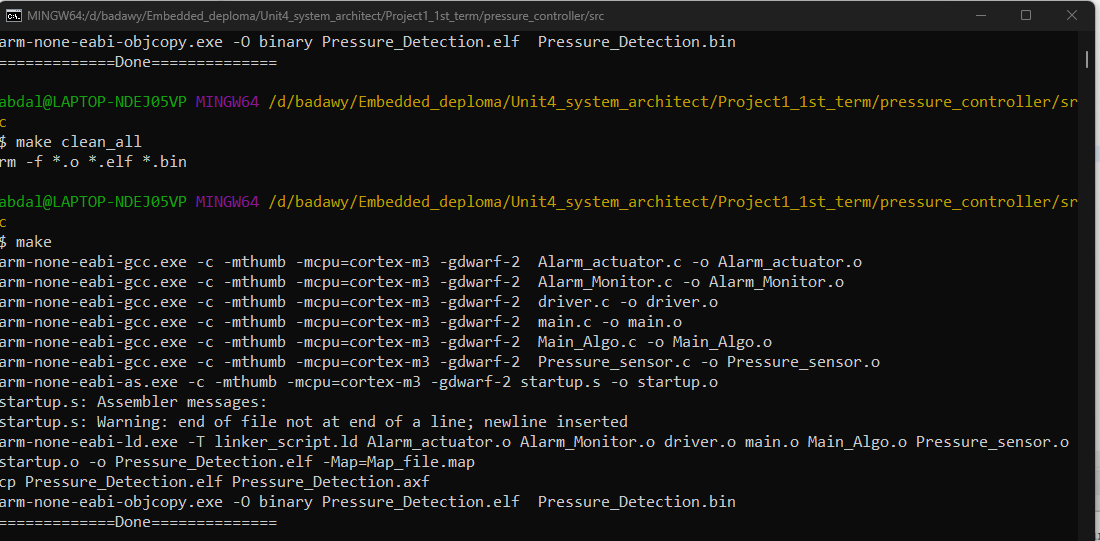 MINGW64:/d/badawy/Embedded_deploma/Unit4_system_architect/Project1_1st_term/pressure_controller/src
arm-none-eabi-objcopy.exe -O binary Pressure_Detection.elf  Pressure_Detection.bin
=============Done==============
abdal@LAPTOP-NDEJ05VP MINGW64 /d/badawy/Embedded_deploma/Unit4_system_architect/Project1_1st_term/pressure_controller/sr
c
$ make clean_all
rm -f *.o *.elf *.bin
abdal@LAPTOP-NDEJ05VP MINGW64 /d/badawy/Embedded_deploma/Unit4_system_architect/Project1_1st_term/pressure_controller/sr
c
$ make
arm-none-eabi-gcc.exe -c -mthumb -mcpu=cortex-m3 -gdwarf-2  Alarm_actuator.c -o Alarm_actuator.o
arm-none-eabi-gcc.exe -c -mthumb -mcpu=cortex-m3 -gdwarf-2  Alarm_Monitor.c -o Alarm_Monitor.o
arm-none-eabi-gcc.exe -c -mthumb -mcpu=cortex-m3 -gdwarf-2  driver.c -o driver.o
arm-none-eabi-gcc.exe -c -mthumb -mcpu=cortex-m3 -gdwarf-2  main.c -o main.o
arm-none-eabi-gcc.exe -c -mthumb -mcpu=cortex-m3 -gdwarf-2  Main_Algo.c -o Main_Algo.o
arm-none-eabi-gcc.exe -c -mthumb -mcpu=cortex-m3 -gdwarf-2  Pressure_sensor.c -o Pressure_sensor.o
arm-none-eabi-as.exe -c -mthumb -mcpu=cortex-m3 -gdwarf-2 startup.s -o startup.o
startup.s: Assembler messages:
startup.s: Warning: end of file not at end of a line; newline inserted
arm-none-eabi-ld.exe -T linker_script.ld Alarm_actuator.o Alarm_Monitor.o driver.o main.o Main_Algo.o Pressure_sensor.o
startup.o -o Pressure_Detection.elf -Map=Map_file.map
cp Pressure_Detection.elf Pressure_Detection.axf
arm-none-eabi-objcopy.exe -O binary Pressure_Detection.elf  Pressure_Detection.bin
=============Done==============